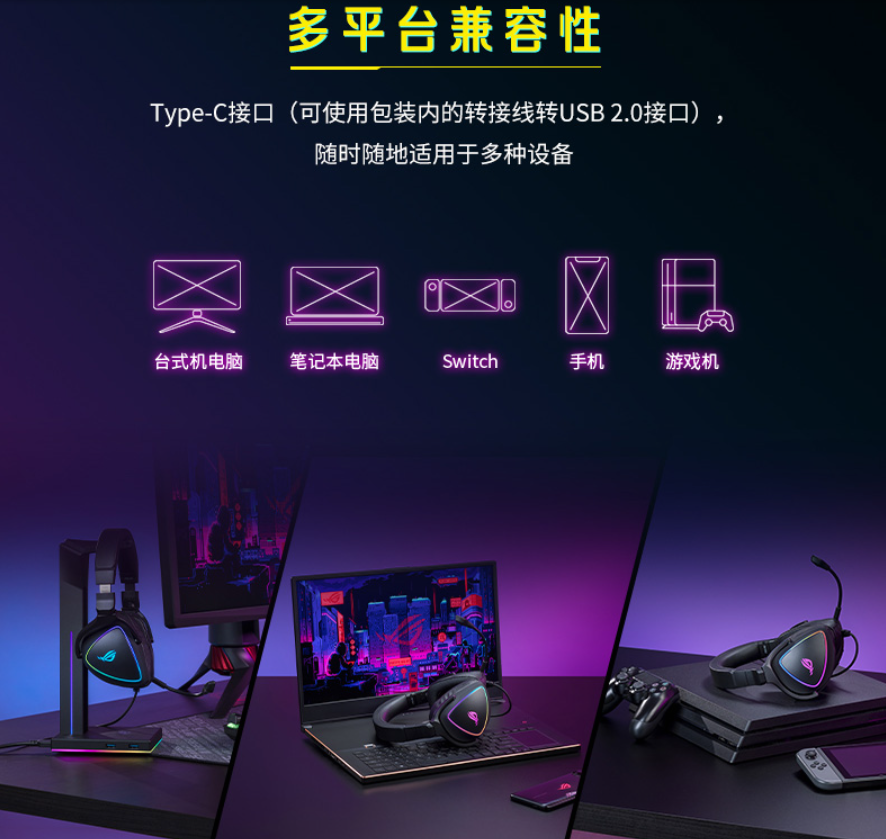 多平台兼容性
Type-C接口（可使用包装内的转接线转USB 2.0接口），
随时随地适用于多种设备
台式机电脑 笔记本电脑 Switch 手机 游戏机